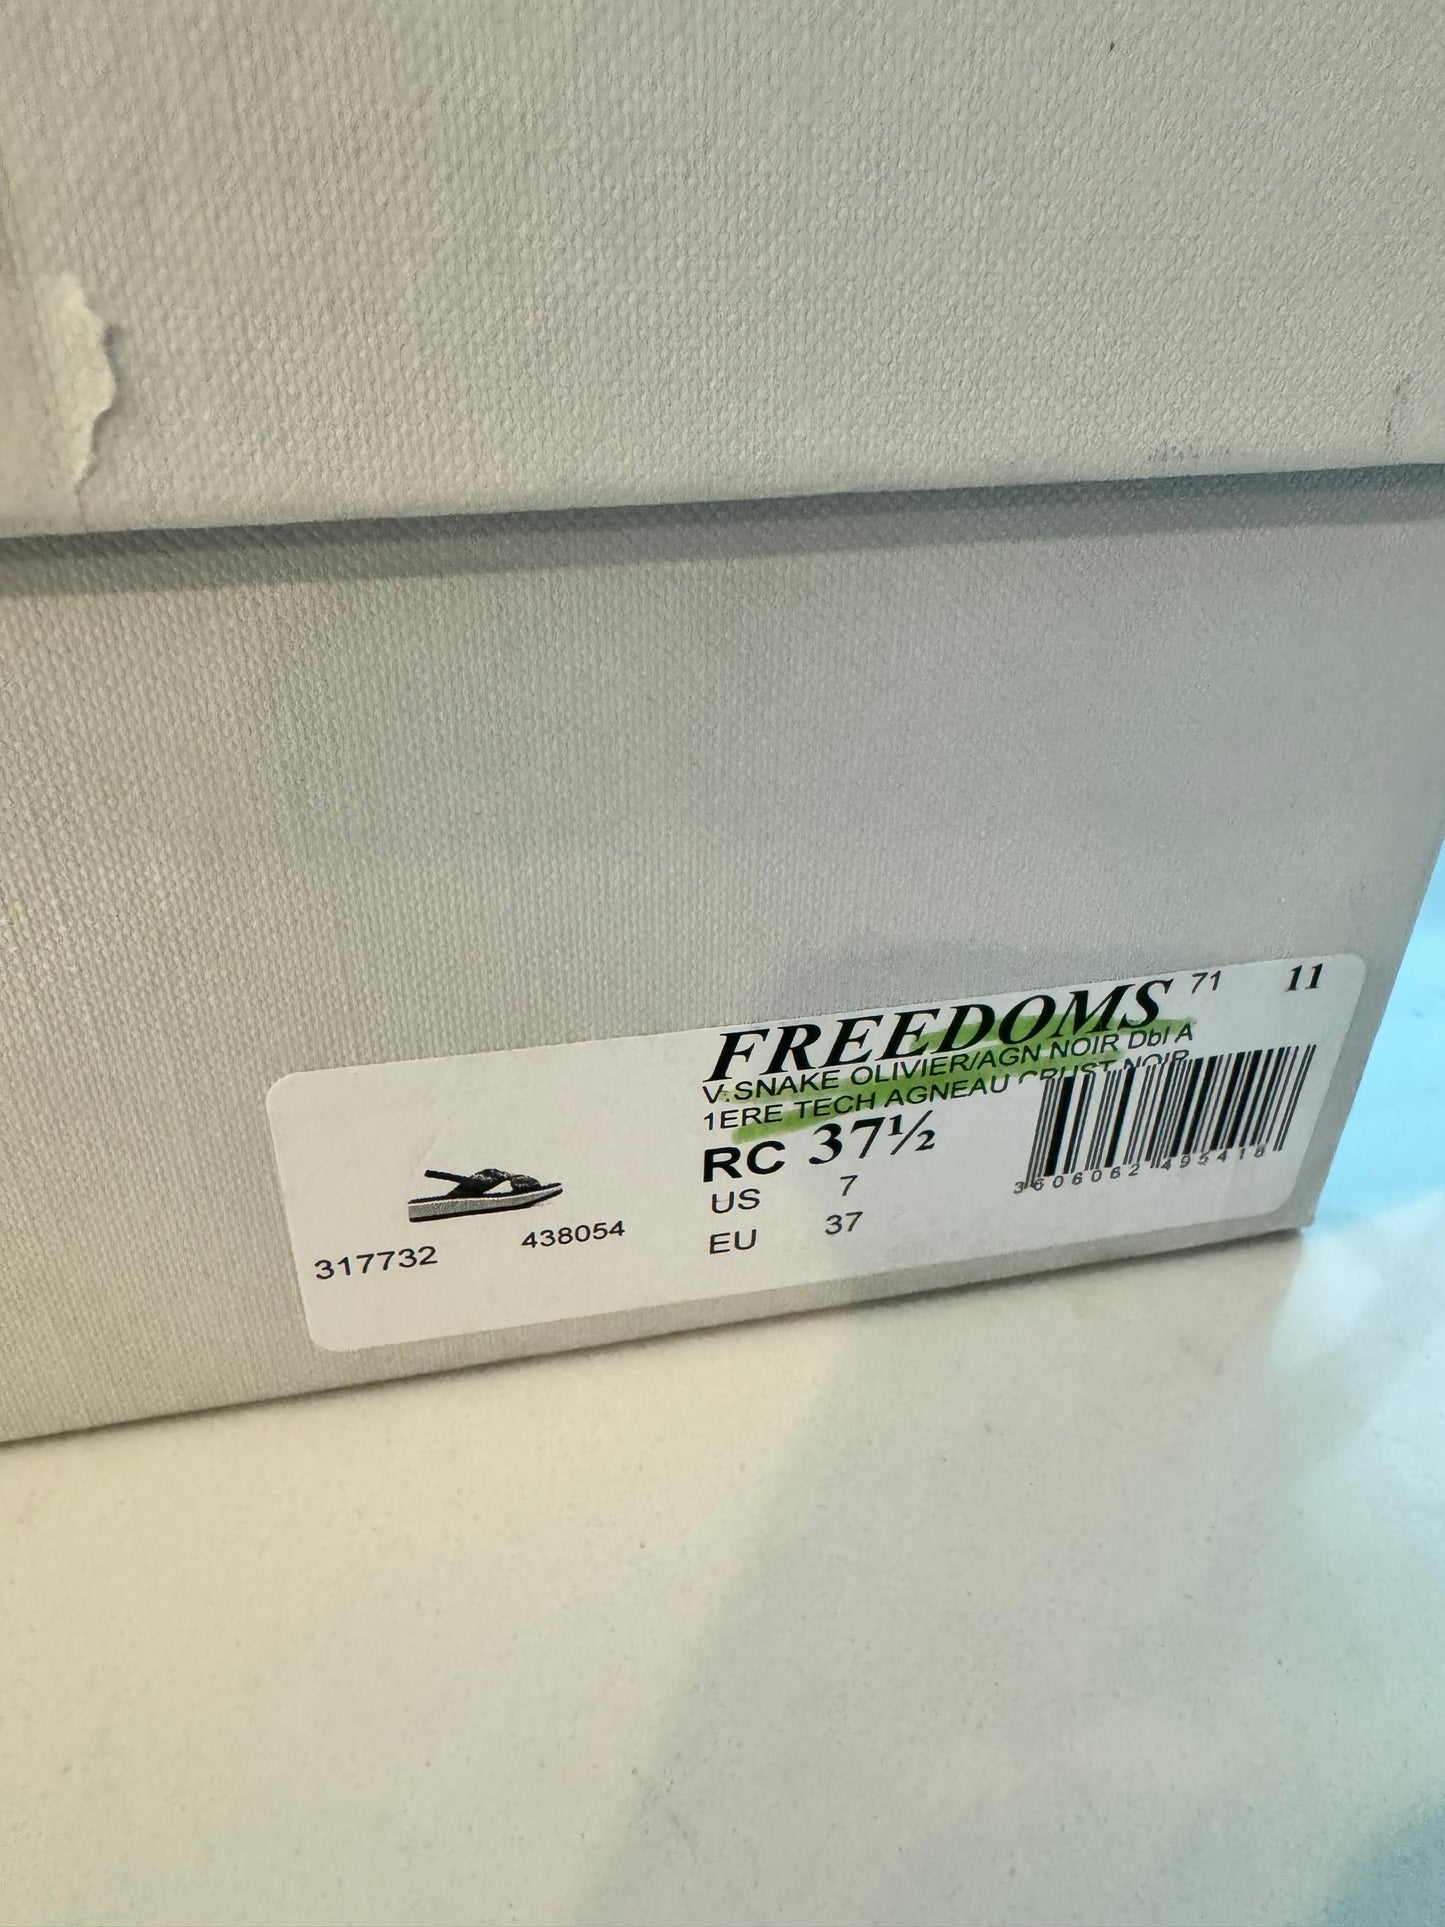 FREEDOMS 71 11
V.SNAKE OLIVIER/AGN NOIR Dbl A
1ERE TECH AGNEAU CRUST NOIR
RC 37½
US 7
EU 37
3606062495418
317732 438054